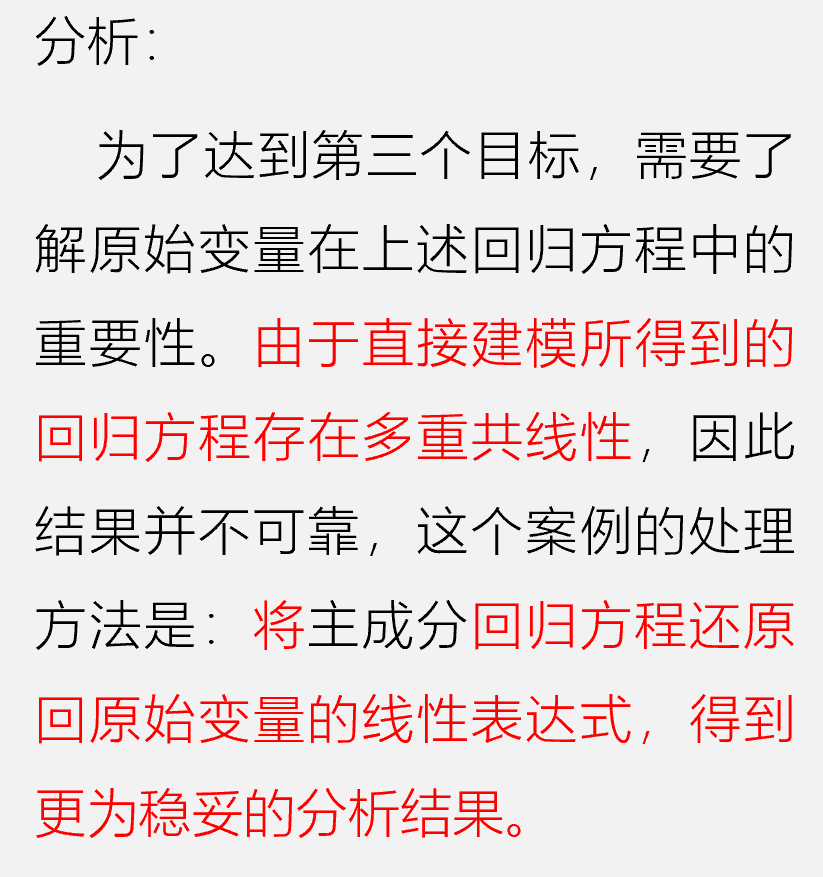 分析：
为了达到第三个目标，需要了
解原始变量在上述回归方程中的
重要性。由于直接建模所得到的
回归方程存在多重共线性，因此
结果并不可靠，这个案例的处理
方法是：将主成分回归方程还原
回原始变量的线性表达式，得到
更为稳妥的分析结果。